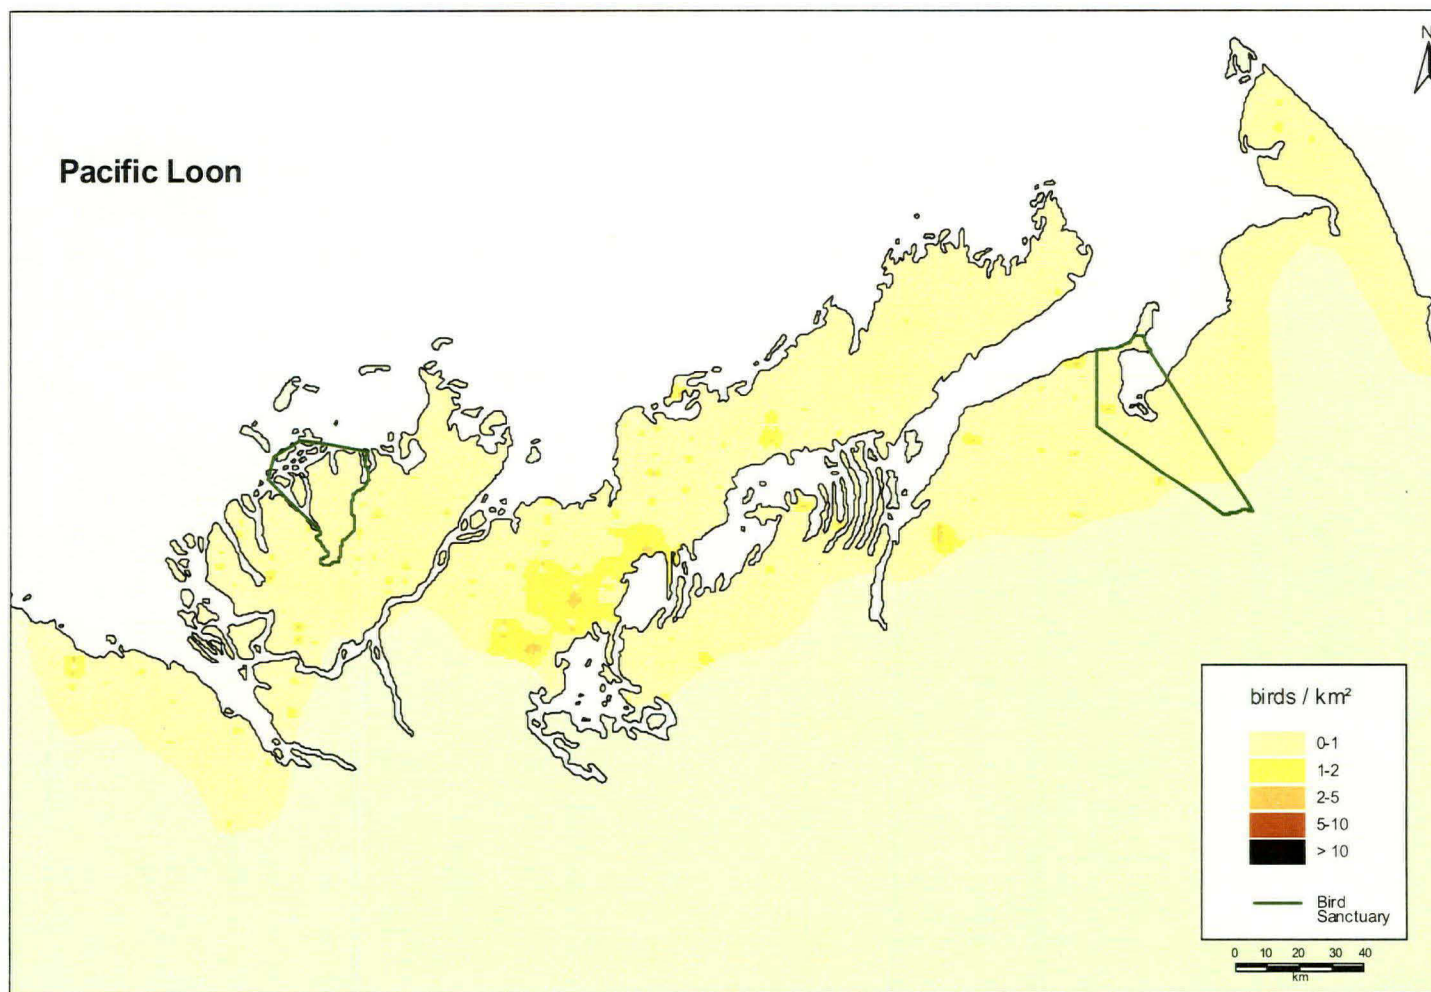 N
Pacific Loon
birds / km²
0-1
1-2
2-5
5-10
> 10
Bird
Sanctuary
0 10 20 30 40
km